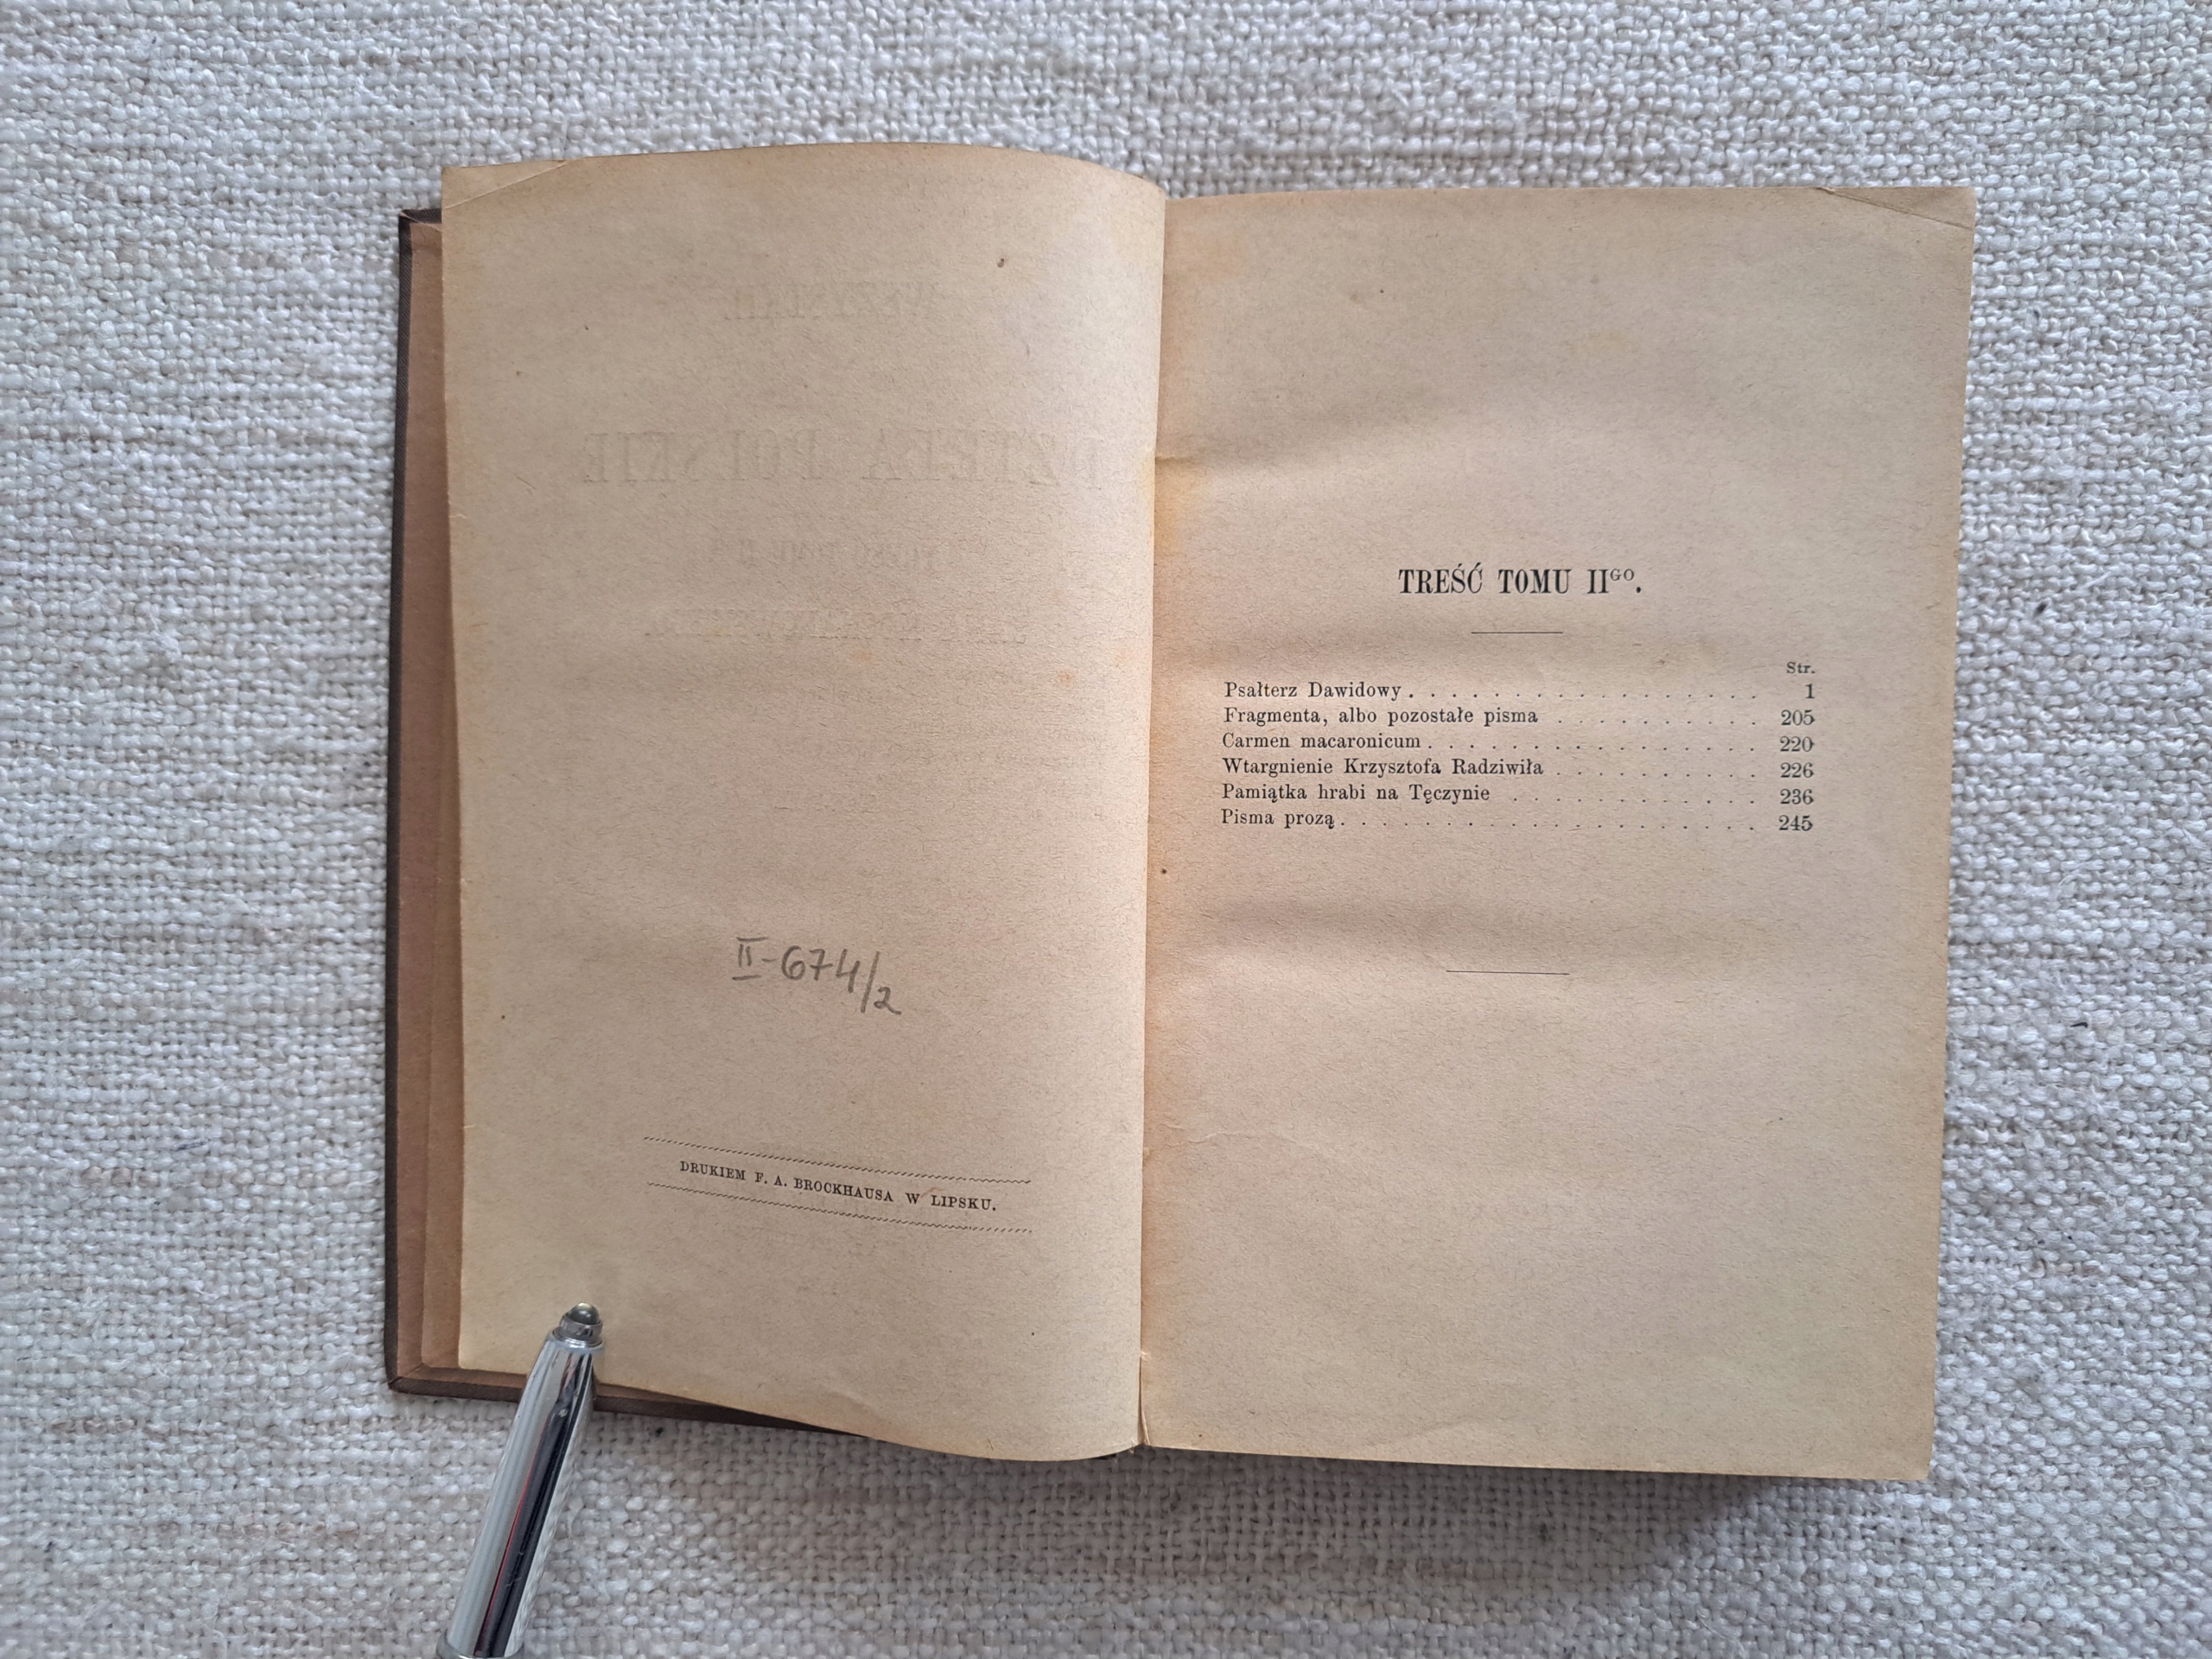 II-674/2
DRUKIEM F. A. BROCKHAUSA W LIPSKU.
TREŚĆ TOMU IIGO.
Str.
Psałterz Dawidowy . . . . . . . . . . . . . . . . . 1
Fragmenta, albo pozostałe pisma . . . . . . . . . . 205
Carmen macaronicum . . . . . . . . . . . . . . . . 220
Wtargnienie Krzysztofa Radziwiła . . . . . . . . . . 226
Pamiątka hrabi na Tęczynie . . . . . . . . . . . . 236
Pisma prozą . . . . . . . . . . . . . . . . . . . . 245